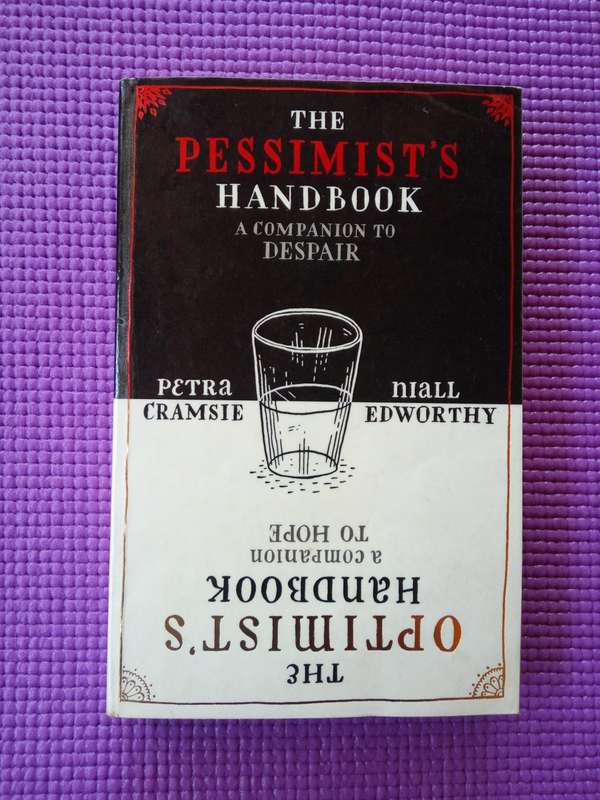 THE
PESSIMIST'S
HANDBOOK
A COMPANION TO
DESPAIR
PETRA
CRAMSIE
NIALL
EDWORTHY
THE
OPTIMIST'S
HANDBOOK
a companion
TO HOPE